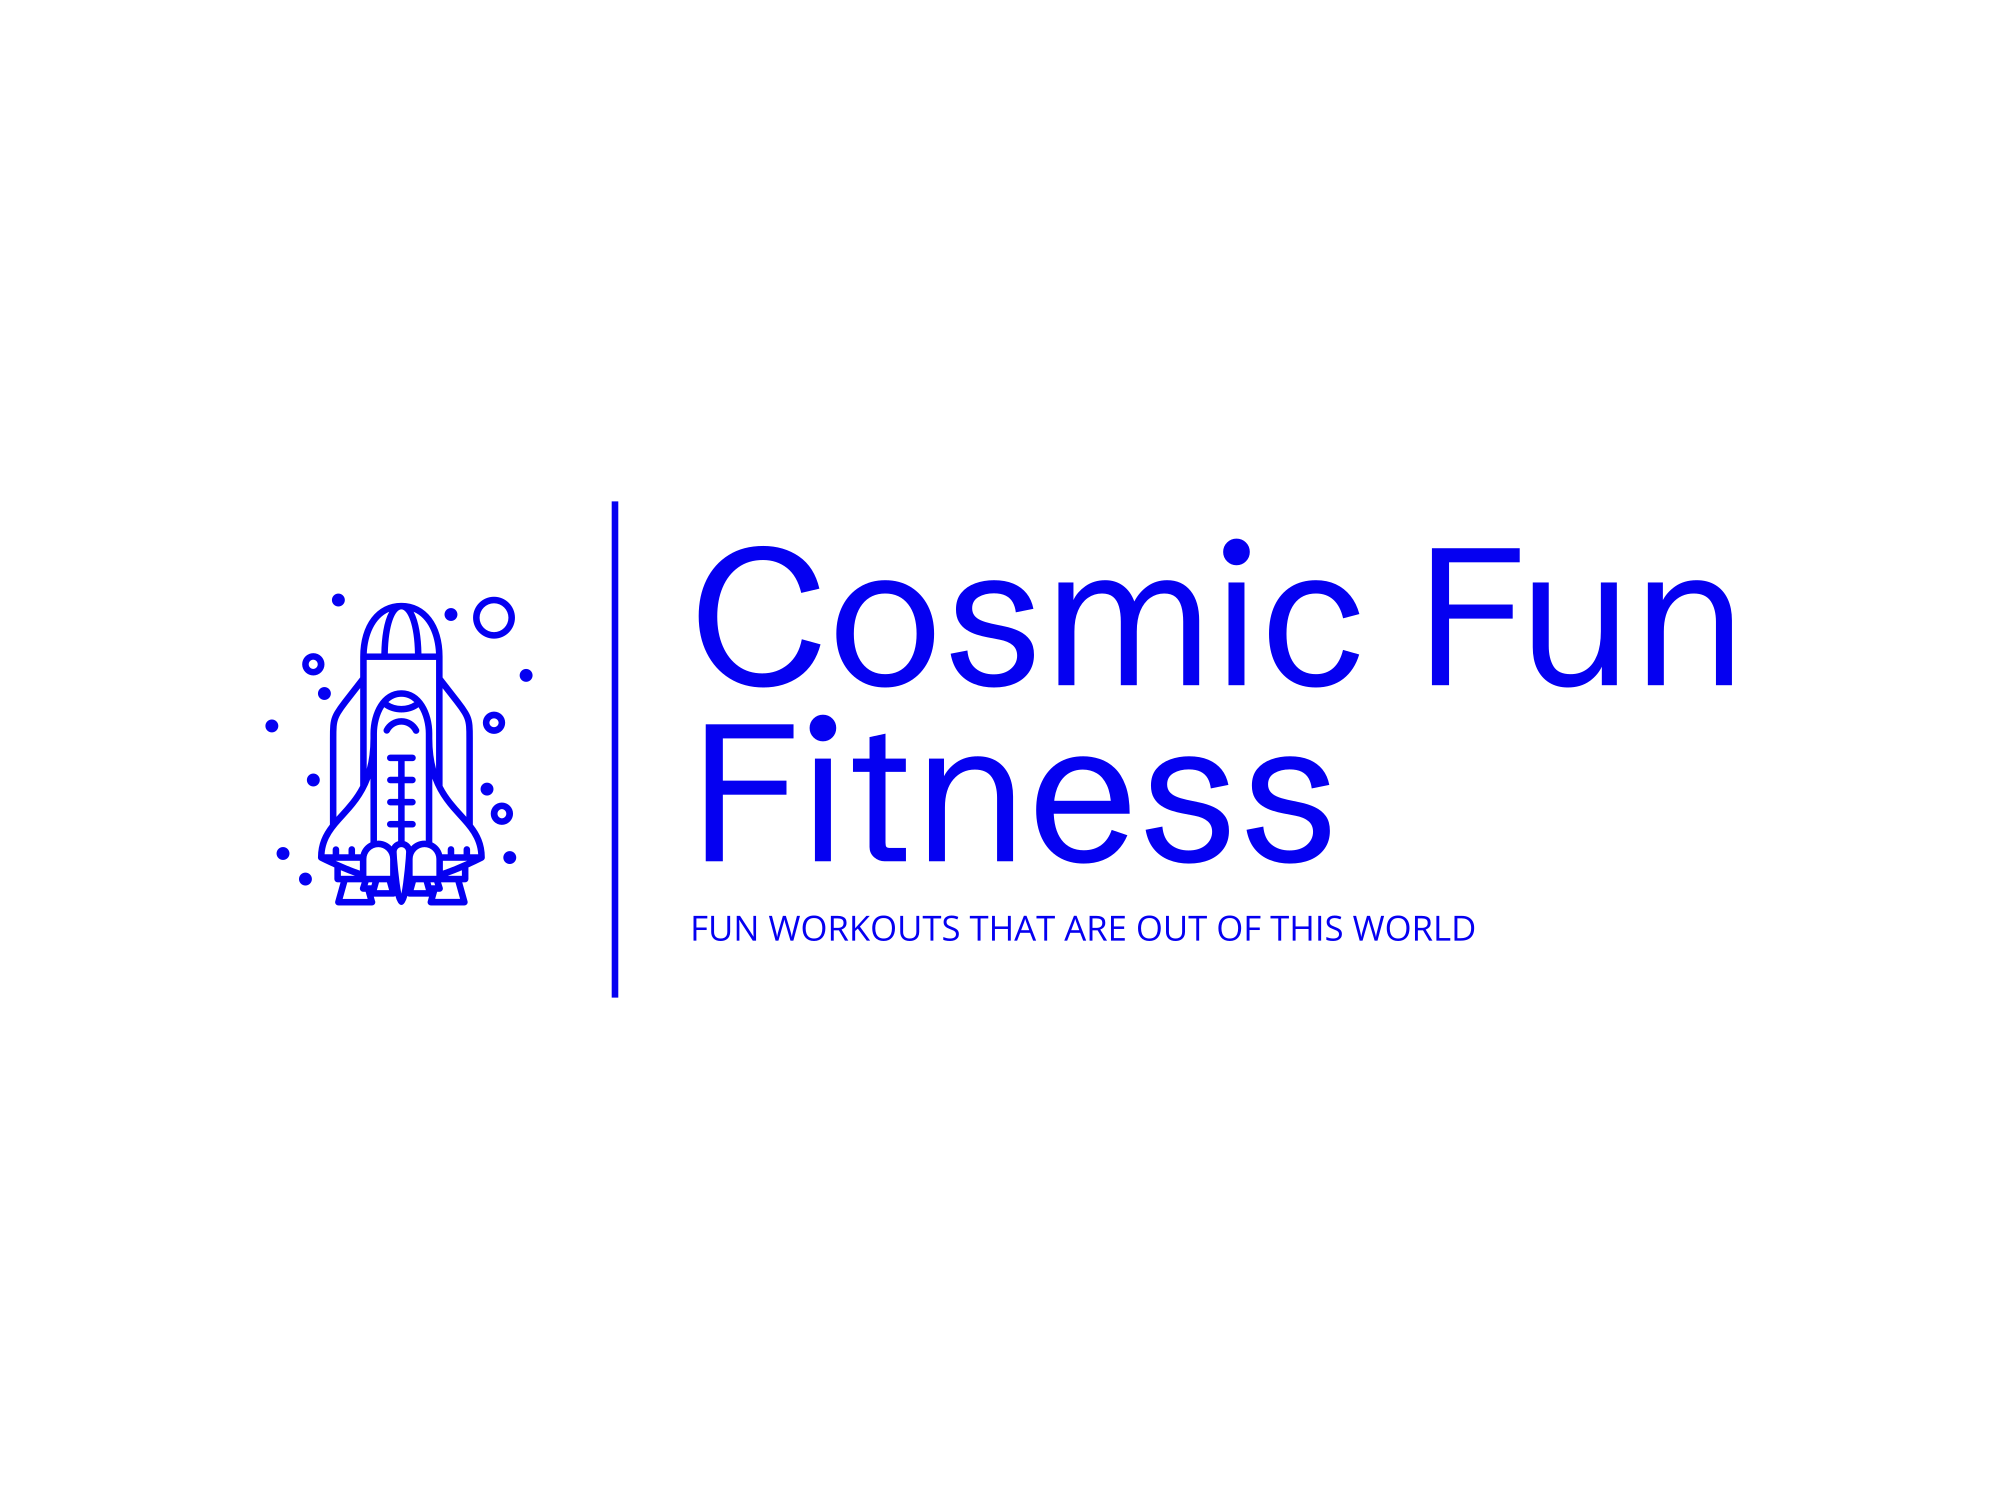 Cosmic Fun
Fitness
FUN WORKOUTS THAT ARE OUT OF THIS WORLD